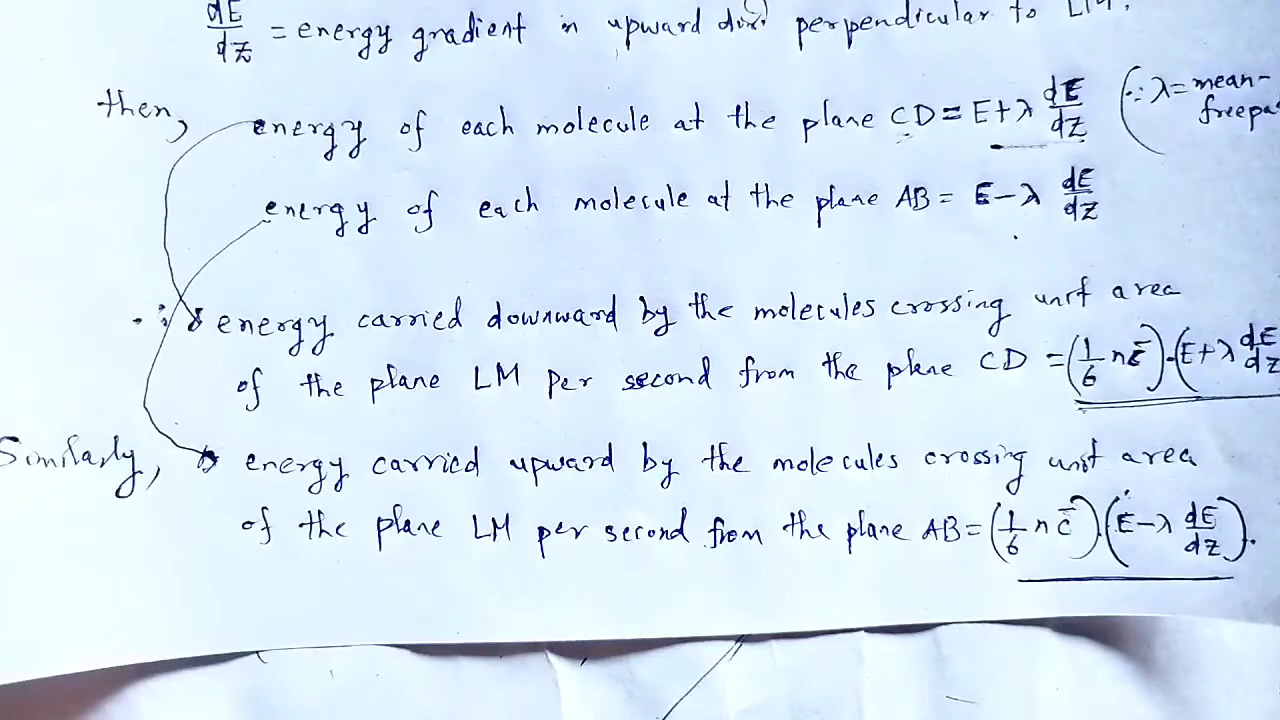 dE/dz = energy gradient in upward dirⁿ perpendicular to LM.
then, energy of each molecule at the plane CD = E+λ dE/dz (∵ λ = mean-
freepa
energy of each molecule at the plane AB = E-λ dE/dz
∴ energy carried downward by the molecules crossing unit area
of the plane LM per second from the plane CD = (1/6 n c̄).(E+λ dE/dz
Similarly, energy carried upward by the molecules crossing unit area
of the plane LM per second from the plane AB = (1/6 n c̄).(E-λ dE/dz).